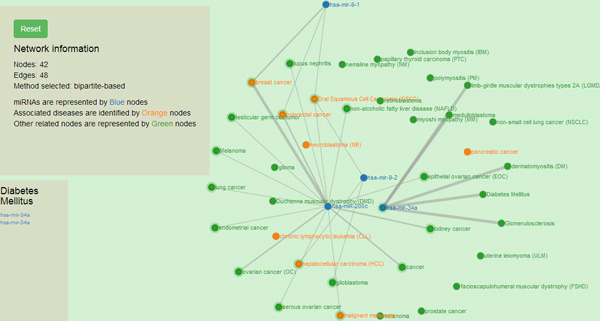 Reset
Network information
Nodes: 42
Edges: 48
Method selected: bipartite-based
miRNAs are represented by Blue nodes
Associated diseases are identified by Orange nodes
Other related nodes are represented by Green nodes
Diabetes
Mellitus
hsa-mir-34a
hsa-mir-34a
hsa-mir-9-1
inclusion body myositis (IBM)
papillary thyroid carcinoma (PTC)
lupus nephritis
nemaline myopathy (NM)
polymyositis (PM)
breast cancer
limb-girdle muscular dystrophies types 2A (LGMD
Oral Squamous Cell Carcinoma (OSCC)
retinoblastoma
non-alcoholic fatty liver disease (NAFLD)
colorectal cancer
medulloblastoma
testicular germ cell tumor
myoshi myopathy (MM)
non-small cell lung cancer (NSCLC)
neuroblastoma (NB)
Melanoma
pancreatic cancer
glioma
dermatomyositis (DM)
hsa-mir-9-2
epithelial ovarian cancer (EOC)
lung cancer
Diabetes Mellitus
Duchenne muscular dystrophy (DMD)
hsa-miR-200c
hsa-mir-34a
Glomerulosclerosis
endometrial cancer
kidney cancer
chronic lymphocytic leukemia (CLL)
uterine leiomyoma (ULM)
hepatocellular carcinoma (HCC)
cancer
ovarian cancer (OC)
glioblastoma
facioscapulohumeral muscular dystrophy (FSHD)
serous ovarian cancer
prostate cancer
malignant melanoma
melanoma